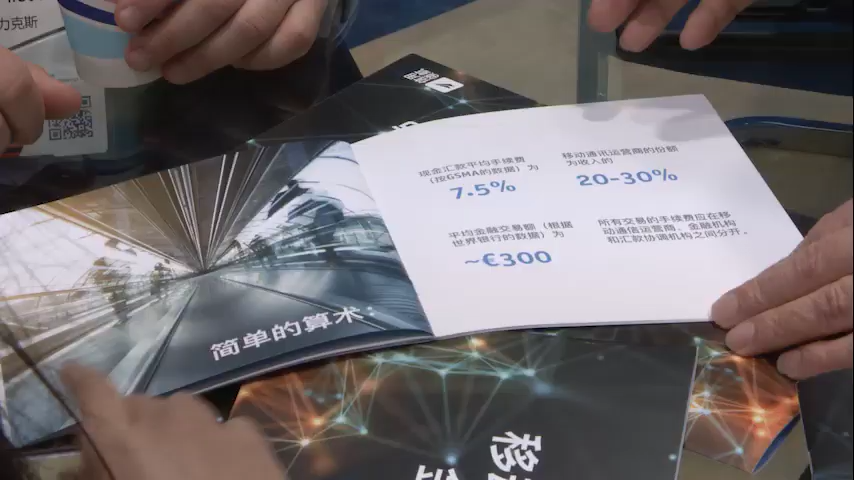 力克斯
现金汇款平均手续费
(按GSMA的数据)为
7.5%
移动通讯运营商的份额
为收入的
20-30%
平均金融交易额(根据
世界银行的数据)为
~€300
所有交易的手续费应在移
动通信运营商、金融机构
和汇款协调机构之间分开。
简单的算术:
移